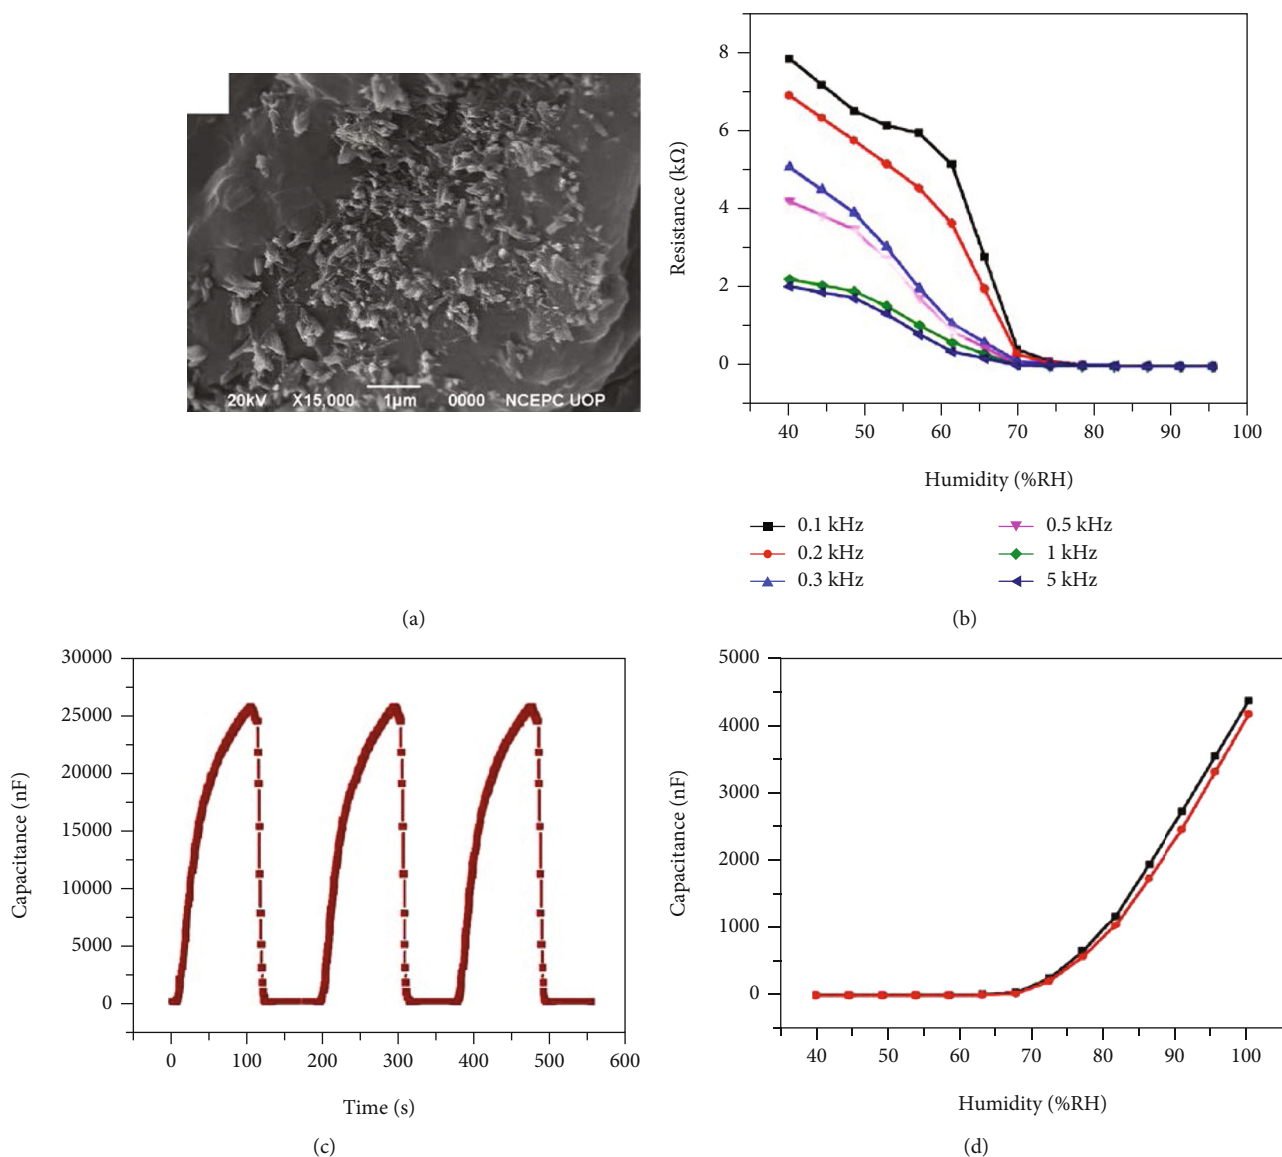 20kV X15,000 1μm 0000 NCEPC UOP
(a)
8
6
4
2
0
Resistance (kΩ)
40 50 60 70 80 90 100
Humidity (%RH)
0.1 kHz
0.2 kHz
0.3 kHz
0.5 kHz
1 kHz
5 kHz
(b)
30000
25000
20000
15000
10000
5000
0
Capacitance (nF)
0 100 200 300 400 500 600
Time (s)
(c)
5000
4000
3000
2000
1000
0
Capacitance (nF)
40 50 60 70 80 90 100
Humidity (%RH)
(d)